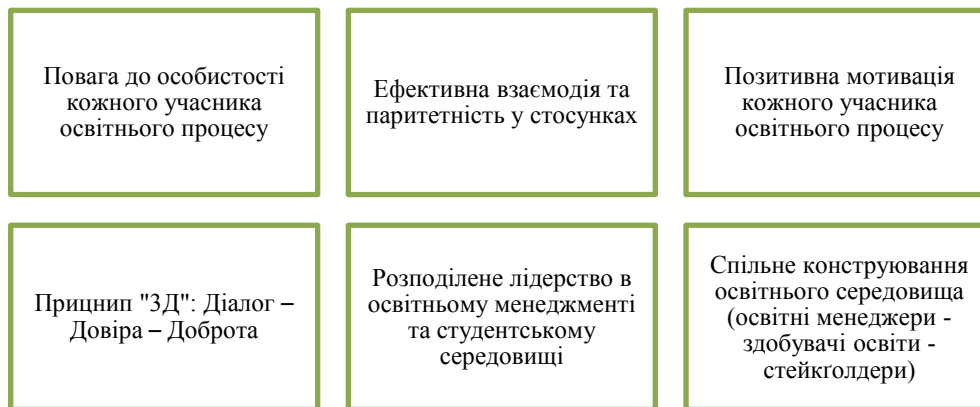 Повага до особистості
кожного учасника
освітнього процесу
Ефективна взаємодія та
паритетність у стосунках
Позитивна мотивація
кожного учасника
освітнього процесу
Прицнип "3Д": Діалог –
Довіра – Доброта
Розподілене лідерство в
освітньому менеджменті
та студентському
середовищі
Спільне конструювання
освітнього середовища
(освітні менеджери -
здобувачі освіти -
стейкґолдери)